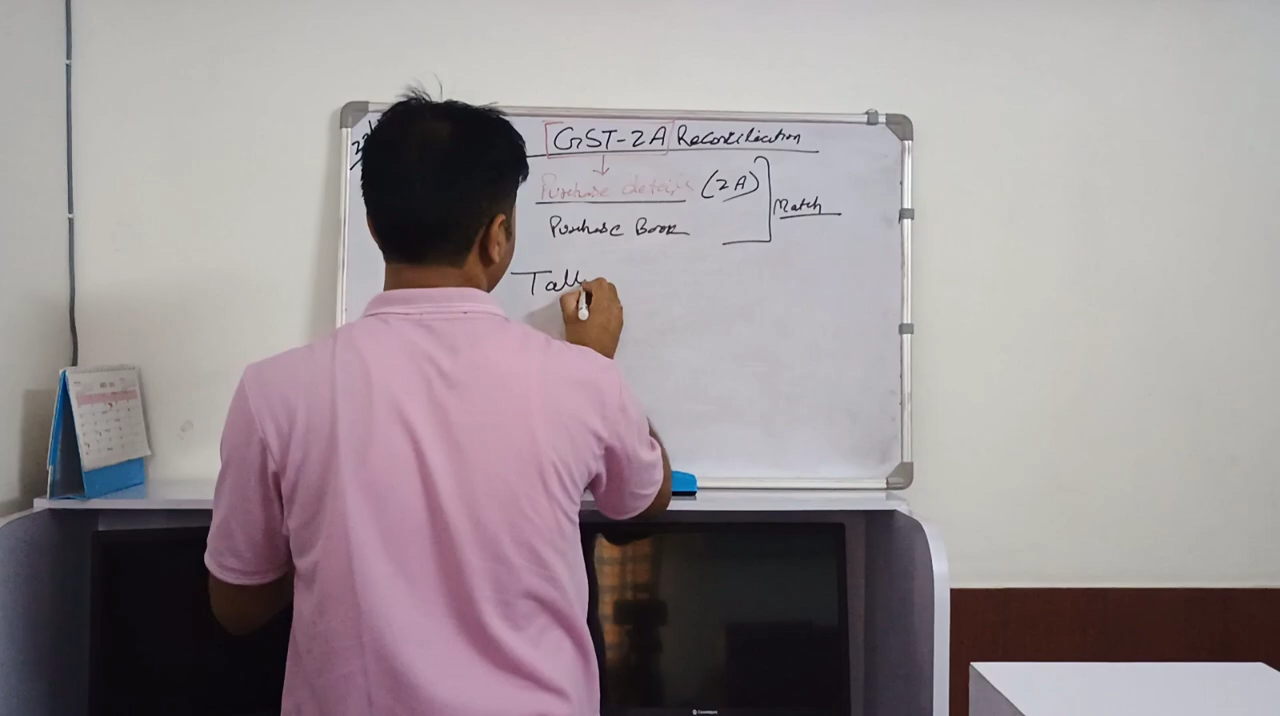 GST-2A Reconciliation
↓
Purchase details (2A)
Match
Purchase Book
Tall